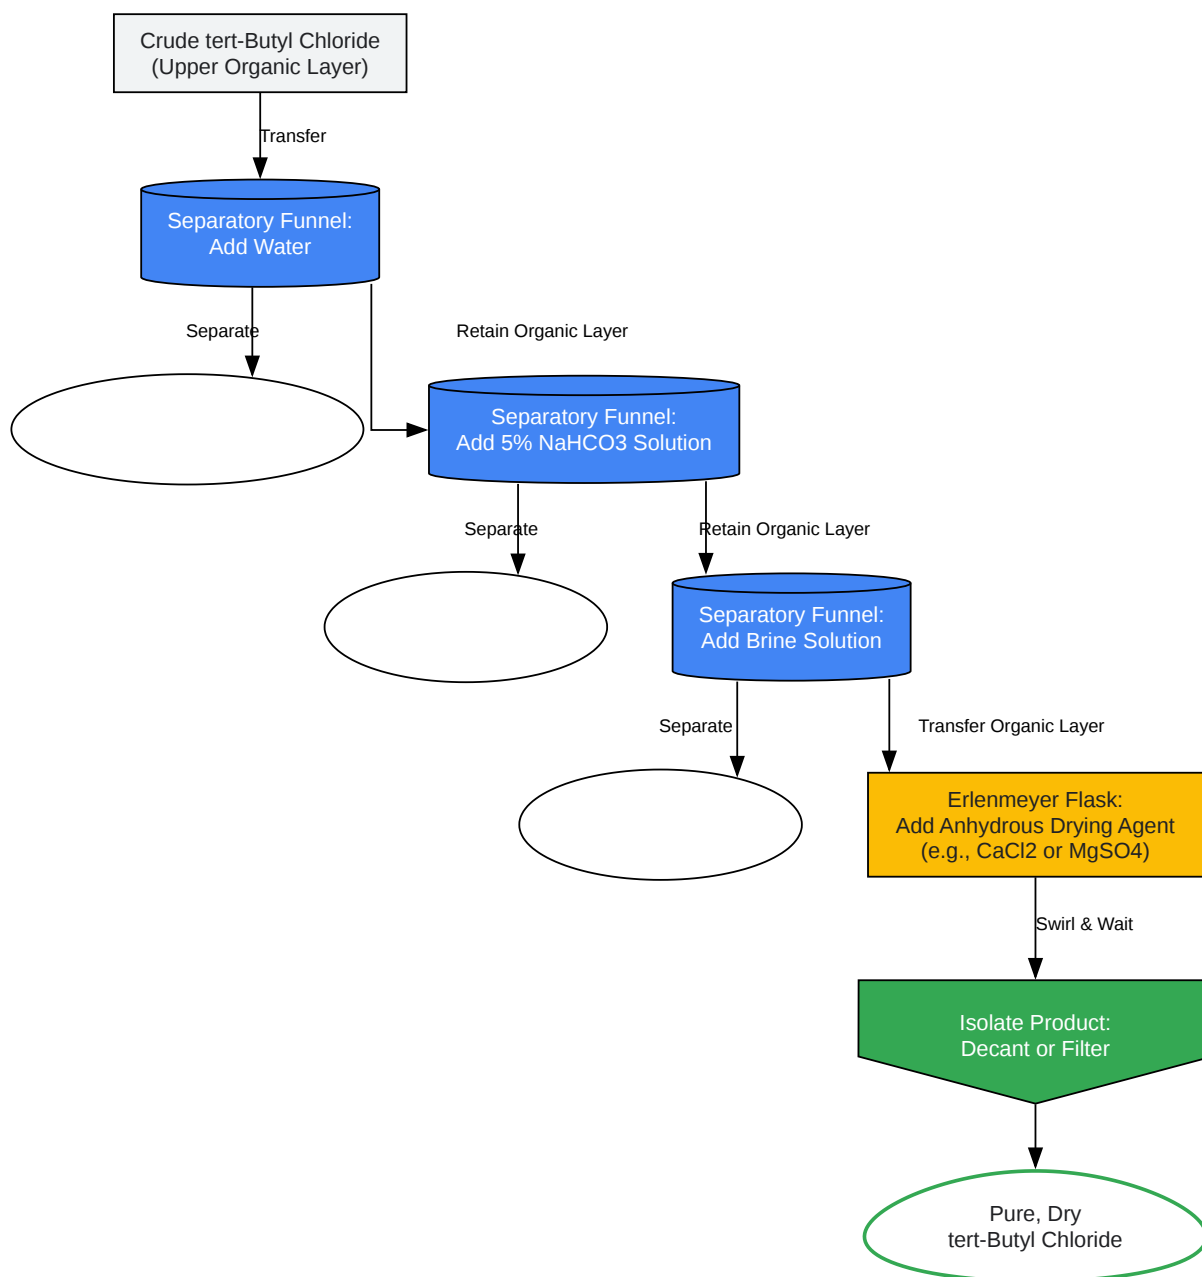 Crude tert-Butyl Chloride
(Upper Organic Layer)
Transfer
Separatory Funnel:
Add Water
Separate
Retain Organic Layer
Separatory Funnel:
Add 5% NaHCO3 Solution
Separate
Retain Organic Layer
Separatory Funnel:
Add Brine Solution
Separate
Transfer Organic Layer
Erlenmeyer Flask:
Add Anhydrous Drying Agent
(e.g., CaCl2 or MgSO4)
Swirl & Wait
Isolate Product:
Decant or Filter
Pure, Dry
tert-Butyl Chloride